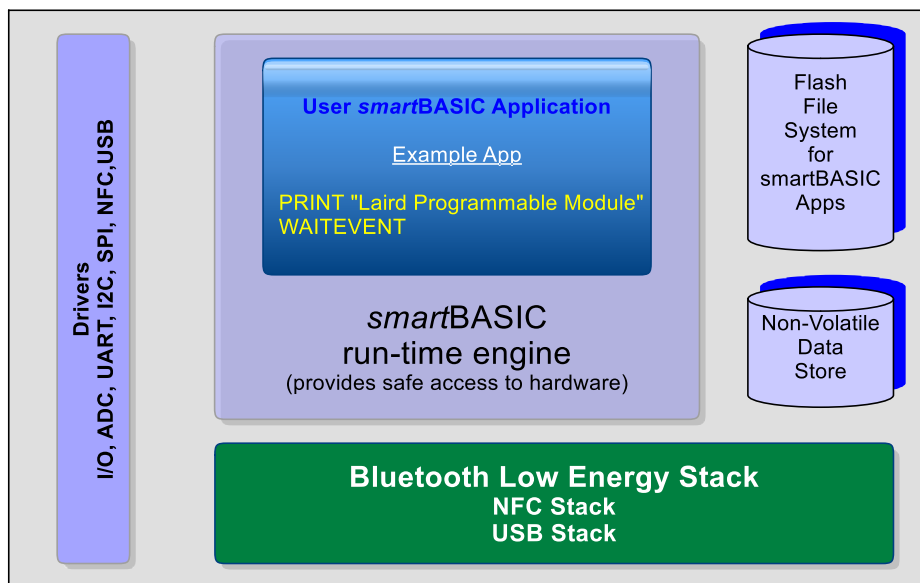 Drivers
I/O, ADC, UART, I2C, SPI, NFC,USB
User smartBASIC Application
Example App
PRINT "Laird Programmable Module"
WAITEVENT
smartBASIC
run-time engine
(provides safe access to hardware)
Flash
File
System
for
smartBASIC
Apps
Non-Volatile
Data
Store
Bluetooth Low Energy Stack
NFC Stack
USB Stack